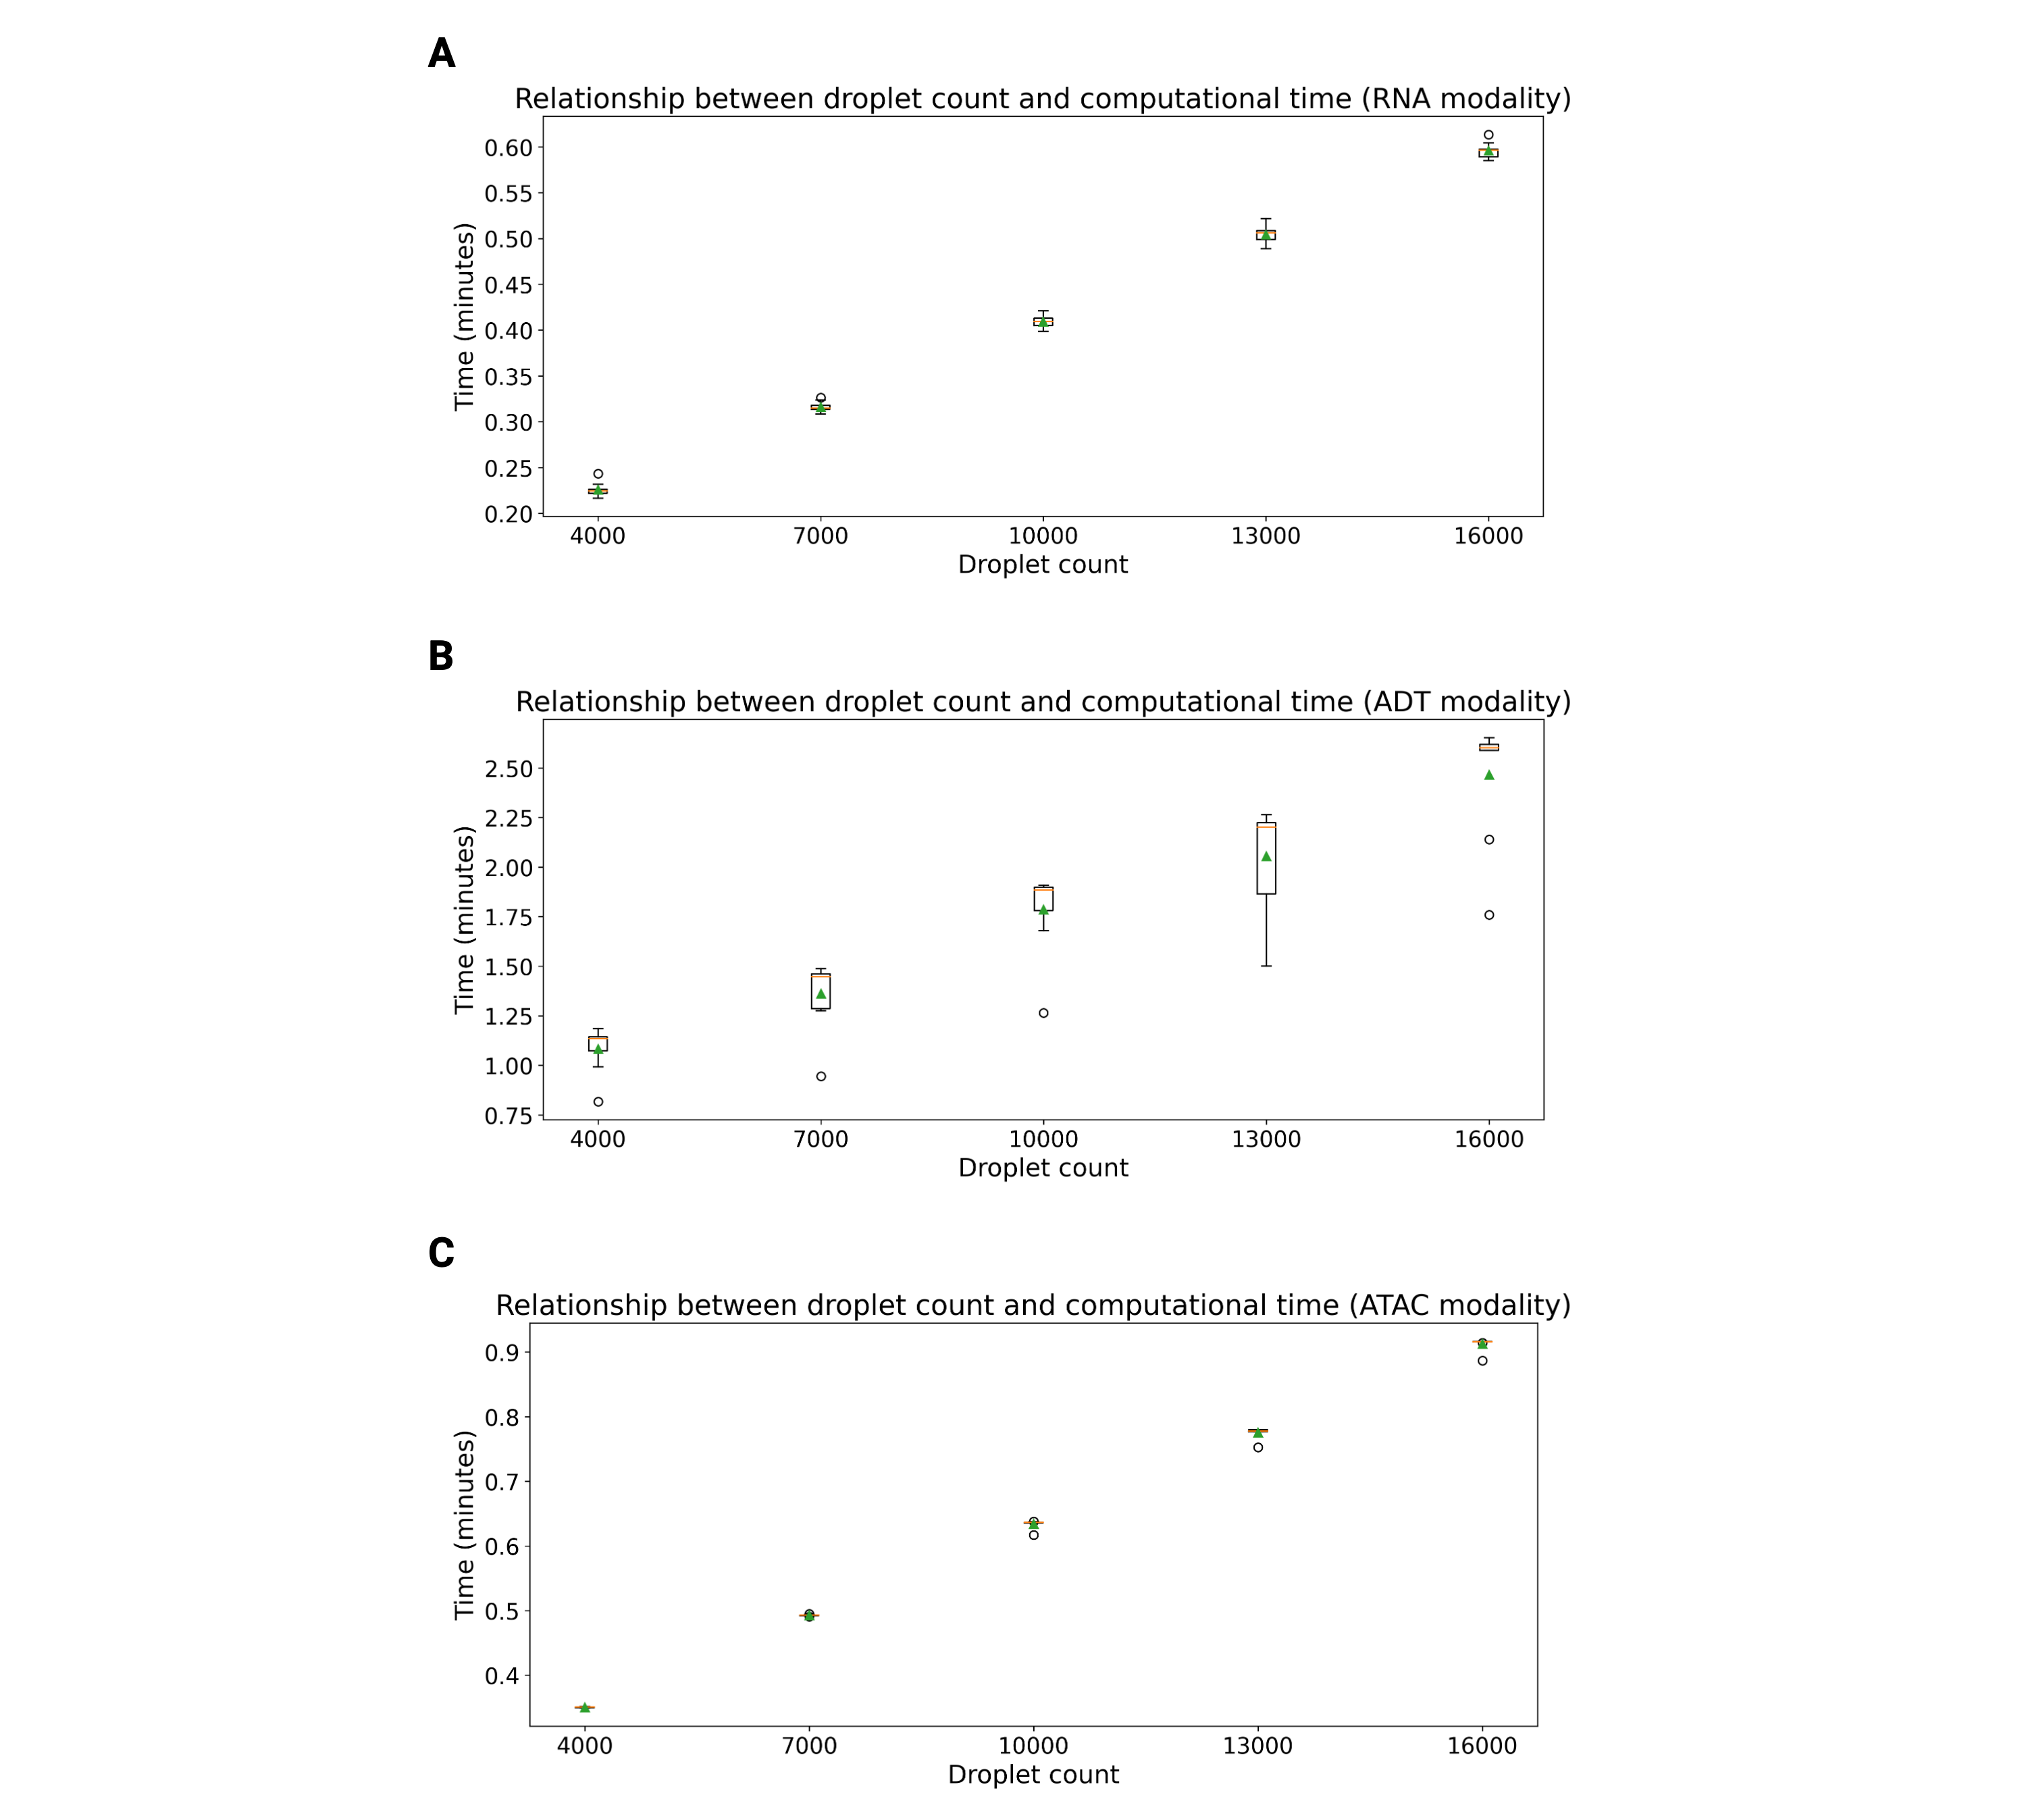 A
Relationship between droplet count and computational time (RNA modality)
0.60
0.55
0.50
0.45
0.40
0.35
0.30
0.25
0.20
Time (minutes)
4000 7000 10000 13000 16000
Droplet count
B
Relationship between droplet count and computational time (ADT modality)
2.50
2.25
2.00
1.75
1.50
1.25
1.00
0.75
Time (minutes)
4000 7000 10000 13000 16000
Droplet count
C
Relationship between droplet count and computational time (ATAC modality)
0.9
0.8
0.7
0.6
0.5
0.4
Time (minutes)
4000 7000 10000 13000 16000
Droplet count